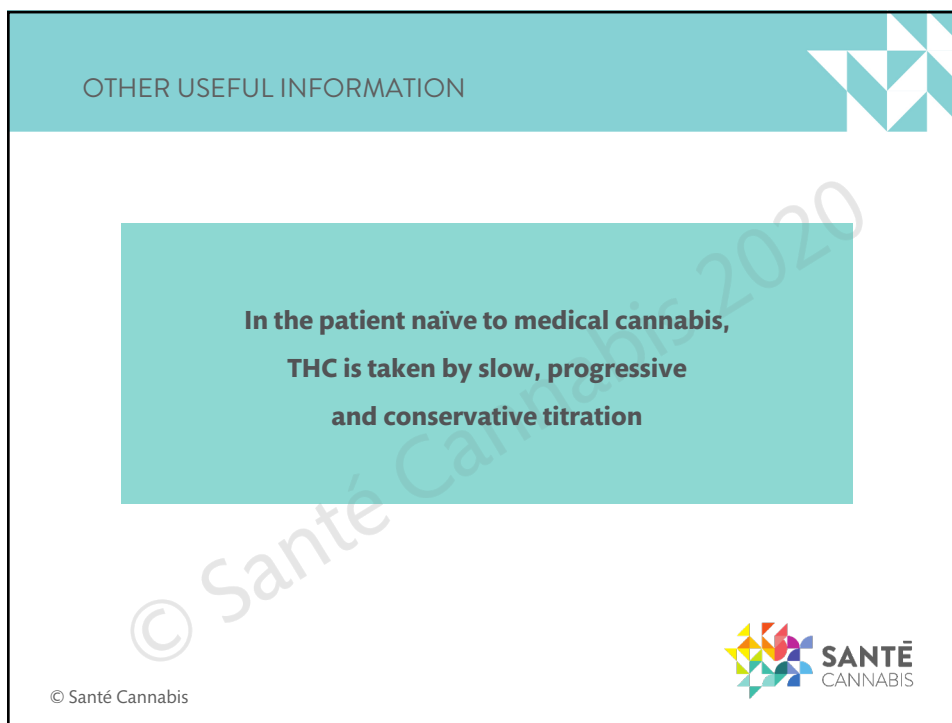 OTHER USEFUL INFORMATION
In the patient naïve to medical cannabis,
THC is taken by slow, progressive
and conservative titration
© Santé Cannabis 2020
SANTÉ
CANNABIS
© Santé Cannabis